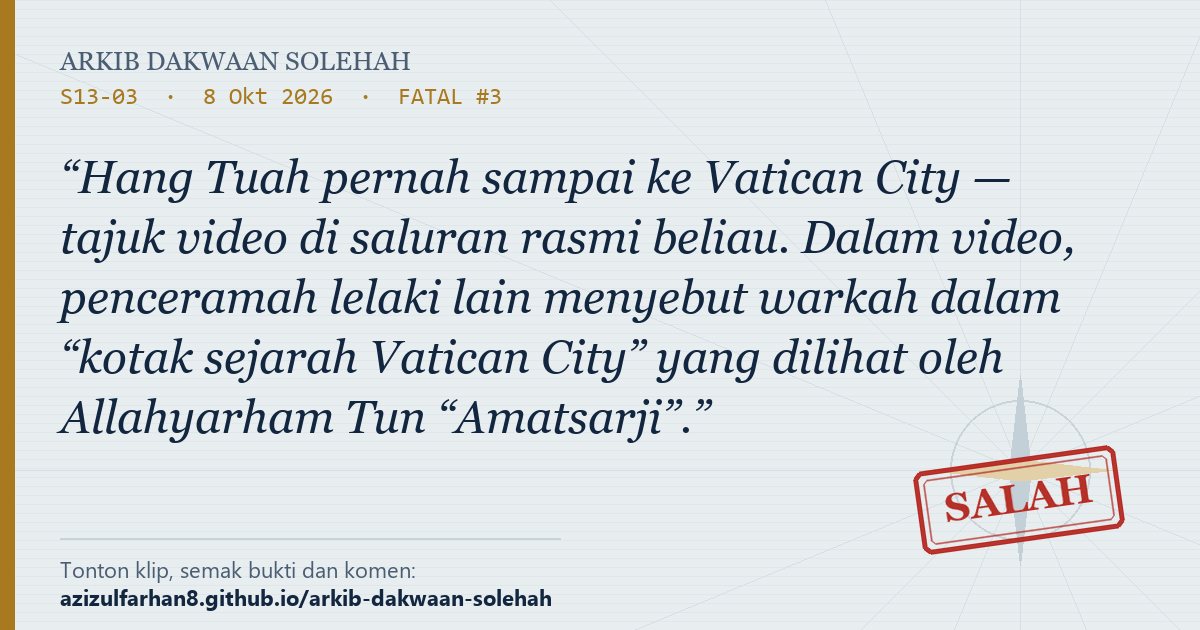 ARKIB DAKWAAN SOLEHAH
S13-03 · 8 Okt 2026 · FATAL #3
“Hang Tuah pernah sampai ke Vatican City —
tajuk video di saluran rasmi beliau. Dalam video,
penceramah lelaki lain menyebut warkah dalam
“kotak sejarah Vatican City” yang dilihat oleh
Allahyarham Tun “Amatsarji”.”
SALAH
Tonton klip, semak bukti dan komen:
azizulfarhan8.github.io/arkib-dakwaan-solehah